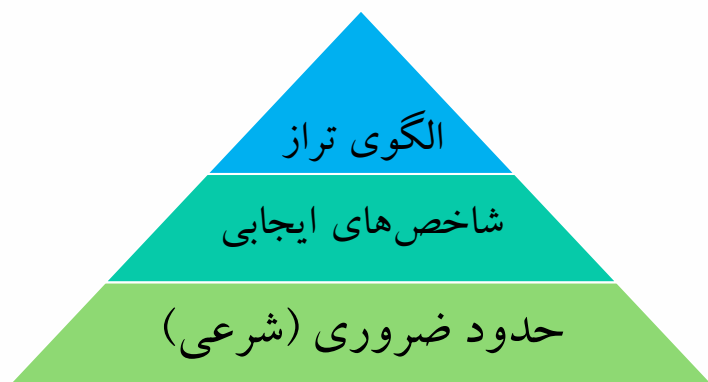 الگوی تراز
شاخص‌های ایجابی
حدود ضروری (شرعی)